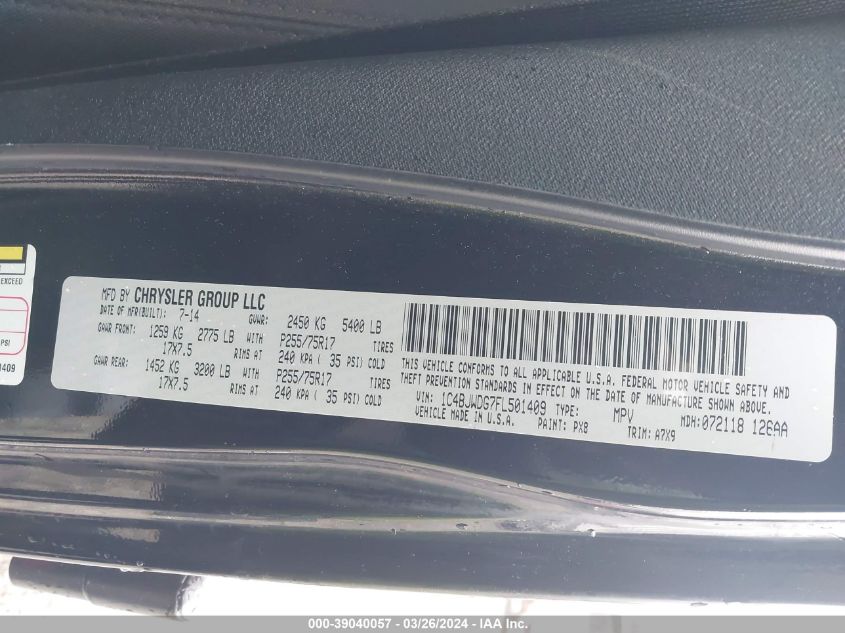 EXCEED
PSI
1409
MFD BY CHRYSLER GROUP LLC
DATE OF MFR(BUILT): 7-14 GVWR: 2450 KG 5400 LB
GAWR FRONT: 1259 KG 2775 LB WITH P255/75R17 TIRES
17X7.5 RIMS AT 240 KPA ( 35 PSI) COLD
GAWR REAR: 1452 KG 3200 LB WITH P255/75R17 TIRES
17X7.5 RIMS AT 240 KPA ( 35 PSI) COLD
THIS VEHICLE CONFORMS TO ALL APPLICABLE U.S.A. FEDERAL MOTOR VEHICLE SAFETY AND
THEFT PREVENTION STANDARDS IN EFFECT ON THE DATE OF MANUFACTURE SHOWN ABOVE.
VIN: 1C4BJWDG7FL501409 TYPE: MPV MDH: 072118 126AA
VEHICLE MADE IN U.S.A. PAINT: PX8 TRIM: A7X9
000-39040057 - 03/26/2024 - IAA Inc.